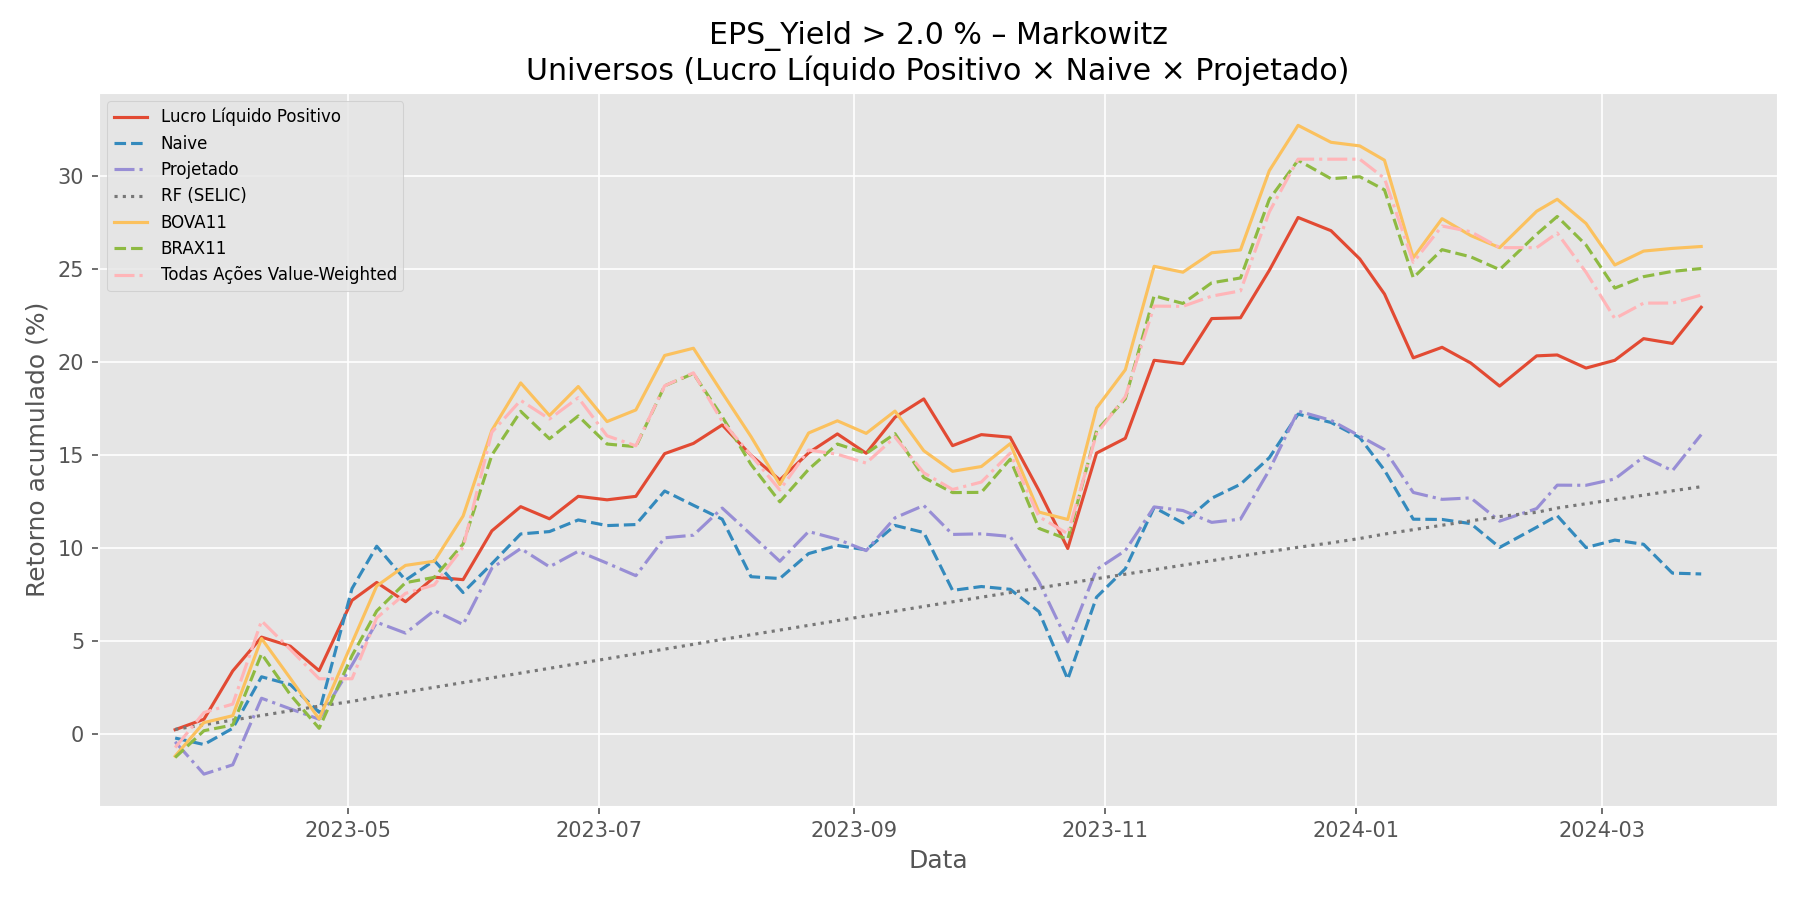 EPS_Yield > 2.0 % – Markowitz
Universos (Lucro Líquido Positivo × Naive × Projetado)
Lucro Líquido Positivo
Naive
Projetado
RF (SELIC)
BOVA11
BRAX11
Todas Ações Value-Weighted
Retorno acumulado (%)
30
25
20
15
10
5
0
2023-05
2023-07
2023-09
2023-11
2024-01
2024-03
Data